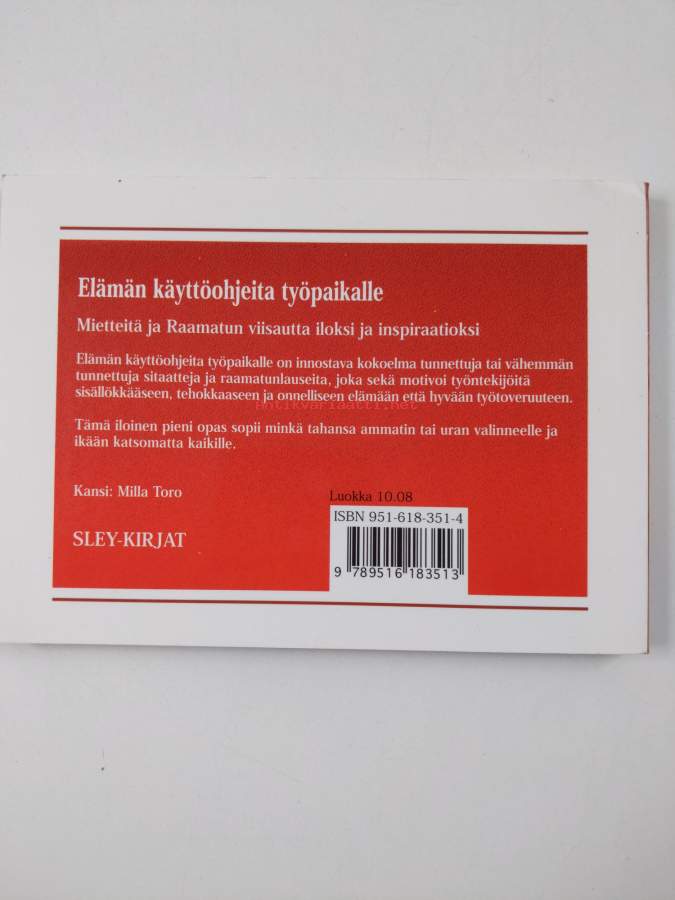 Elämän käyttöohjeita työpaikalle
Mietteitä ja Raamatun viisautta iloksi ja inspiraatioksi
Elämän käyttöohjeita työpaikalle on innostava kokoelma tunnettuja tai vähemmän
tunnettuja sitaatteja ja raamatunlauseita, joka sekä motivoi työntekijöitä
sisällökkääseen, tehokkaaseen ja onnelliseen elämään että hyvään työtoveruuteen.
antikvariaatti.net
Tämä iloinen pieni opas sopii minkä tahansa ammatin tai uran valinneelle ja
ikään katsomatta kaikille.
Kansi: Milla Toro
Luokka 10.08
ISBN 951-618-351-4
SLEY-KIRJAT
9 789516 183513